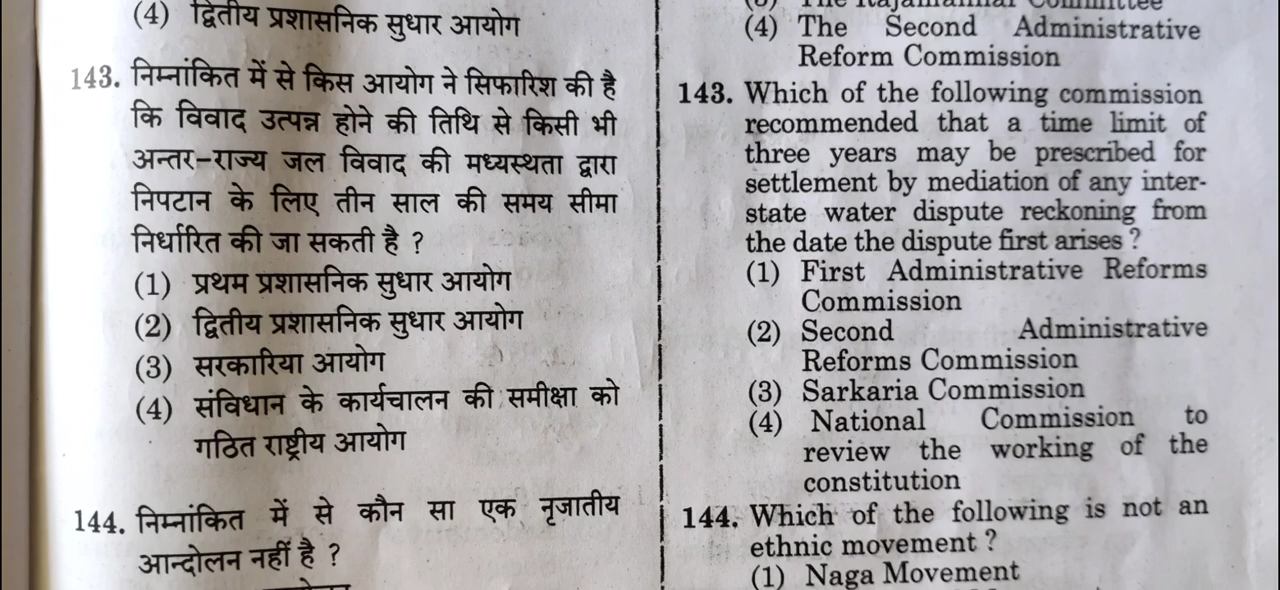 (4) द्वितीय प्रशासनिक सुधार आयोग
143. निम्नांकित में से किस आयोग ने सिफारिश की है
कि विवाद उत्पन्न होने की तिथि से किसी भी
अन्तर-राज्य जल विवाद की मध्यस्थता द्वारा
निपटान के लिए तीन साल की समय सीमा
निर्धारित की जा सकती है ?
(1) प्रथम प्रशासनिक सुधार आयोग
(2) द्वितीय प्रशासनिक सुधार आयोग
(3) सरकारिया आयोग
(4) संविधान के कार्यचालन की समीक्षा को
गठित राष्ट्रीय आयोग
144. निम्नांकित में से कौन सा एक नृजातीय
आन्दोलन नहीं है ?
(3) The Rajamannar Committee
(4) The Second Administrative
Reform Commission
143. Which of the following commission
recommended that a time limit of
three years may be prescribed for
settlement by mediation of any inter-
state water dispute reckoning from
the date the dispute first arises ?
(1) First Administrative Reforms
Commission
(2) Second Administrative
Reforms Commission
(3) Sarkaria Commission
(4) National Commission to
review the working of the
constitution
144. Which of the following is not an
ethnic movement ?
(1) Naga Movement